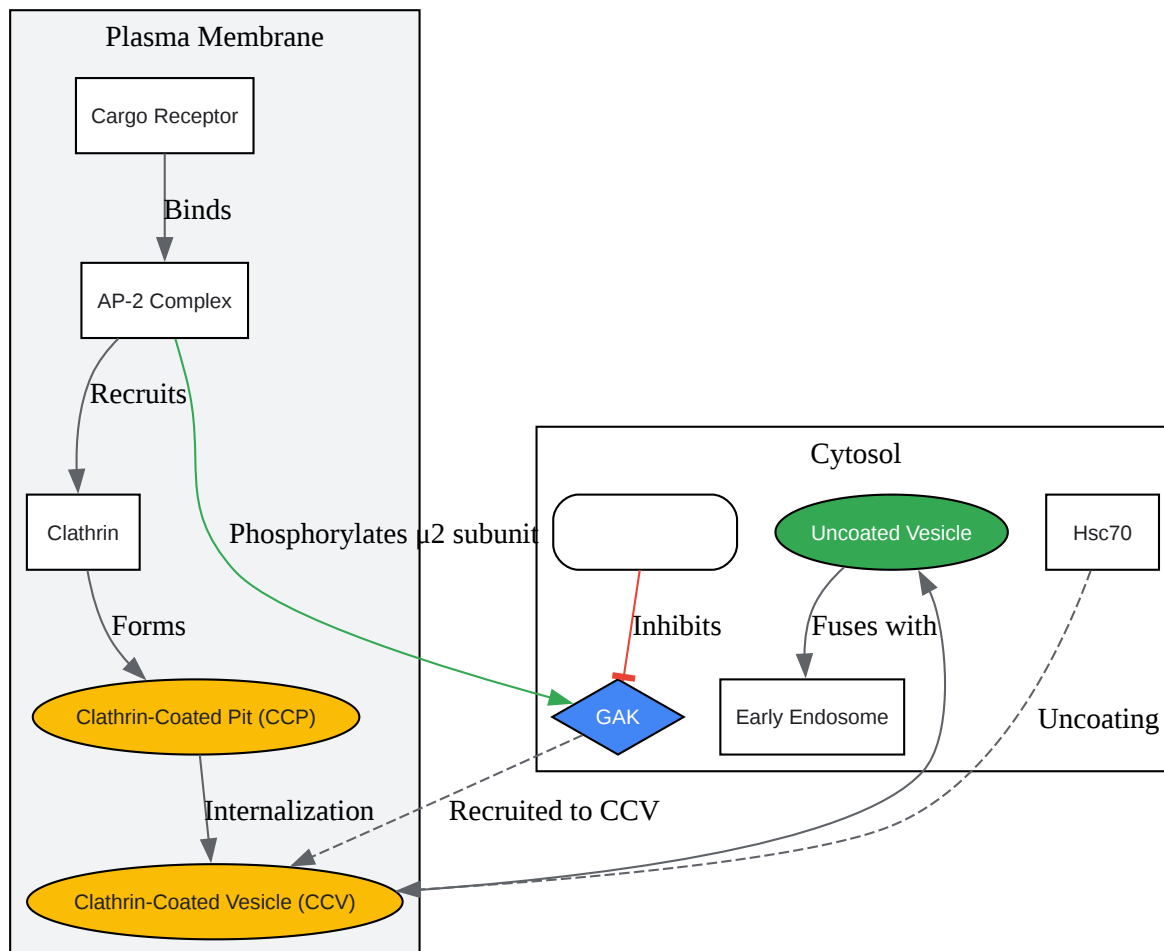 Plasma Membrane
Cargo Receptor
Binds
AP-2 Complex
Recruits
Clathrin
Forms
Clathrin-Coated Pit (CCP)
Internalization
Clathrin-Coated Vesicle (CCV)
Phosphorylates μ2 subunit
Cytosol
Uncoated Vesicle
Hsc70
Inhibits
Fuses with
GAK
Early Endosome
Uncoating
Recruited to CCV